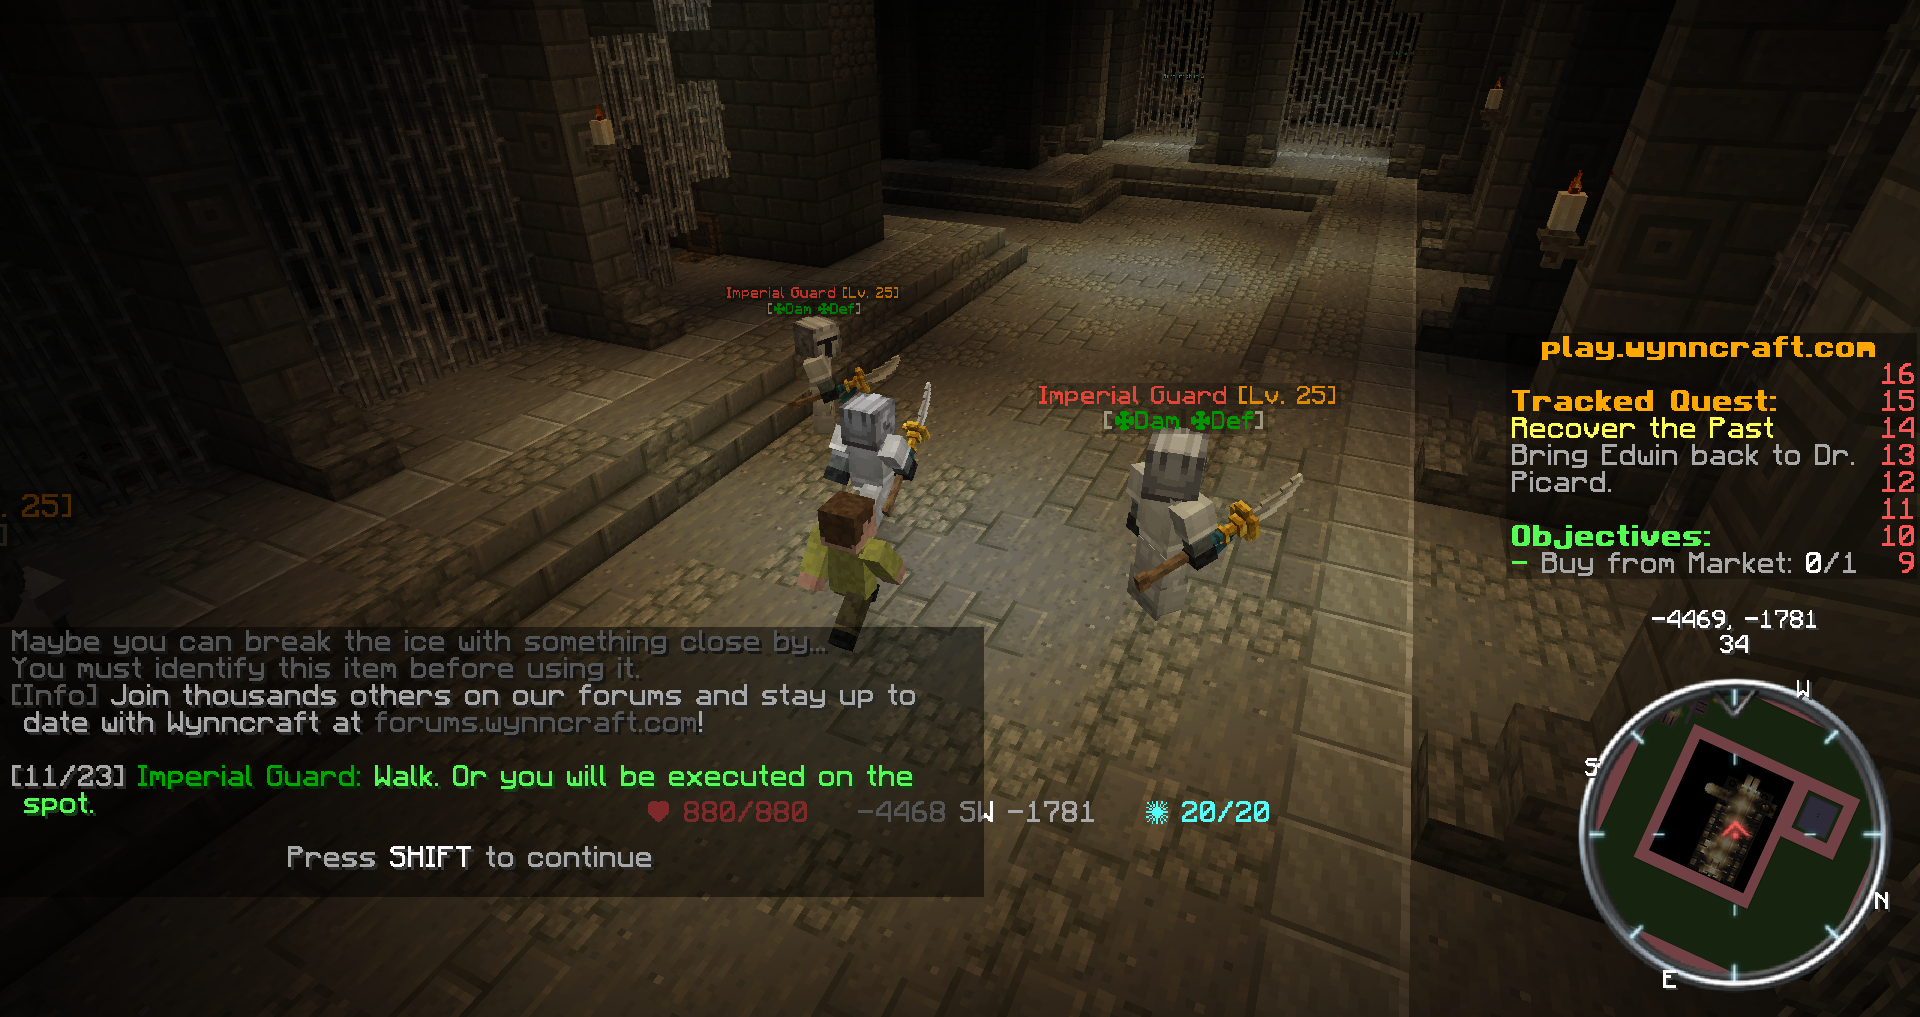 Imperial Guard [Lv. 25]
[✤Dam ✤Def]
Imperial Guard [Lv. 25]
[✤Dam ✤Def]
. 25]
]
play.wynncraft.com
16
Tracked Quest: 15
Recover the Past 14
Bring Edwin back to Dr. 13
Picard. 12
11
Objectives: 10
- Buy from Market: 0/1 9
-4469, -1781
34
W
S
N
E
Maybe you can break the ice with something close by...
You must identify this item before using it.
[Info] Join thousands others on our forums and stay up to
date with Wynncraft at forums.wynncraft.com!
[11/23] Imperial Guard: Walk. Or you will be executed on the
spot.
880/880 -4468 SW -1781 20/20
Press SHIFT to continue